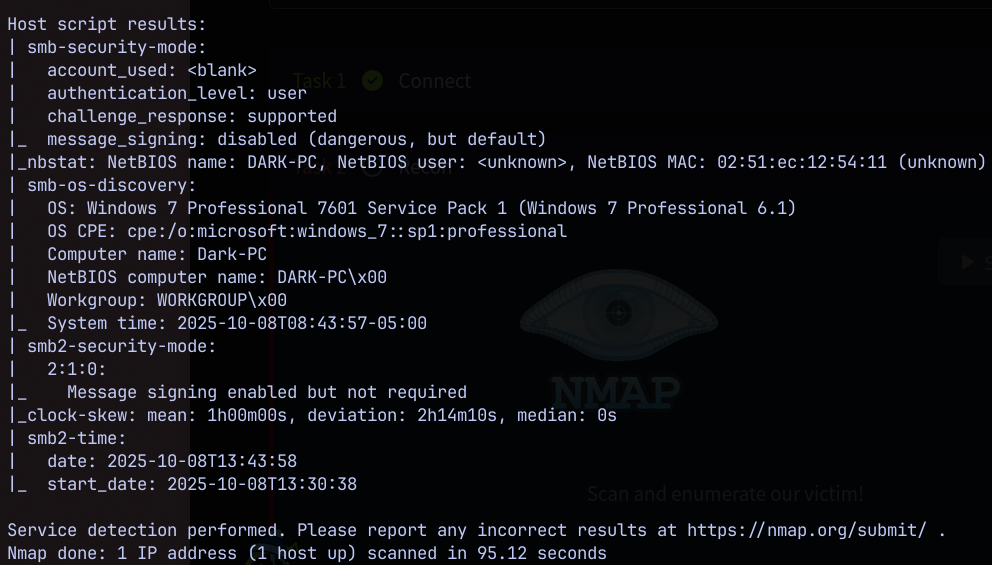 Host script results:
| smb-security-mode:
|   account_used: <blank>
|   authentication_level: user
|   challenge_response: supported
|_  message_signing: disabled (dangerous, but default)
|_nbstat: NetBIOS name: DARK-PC, NetBIOS user: <unknown>, NetBIOS MAC: 02:51:ec:12:54:11 (unknown)
| smb-os-discovery:
|   OS: Windows 7 Professional 7601 Service Pack 1 (Windows 7 Professional 6.1)
|   OS CPE: cpe:/o:microsoft:windows_7::sp1:professional
|   Computer name: Dark-PC
|   NetBIOS computer name: DARK-PC\x00
|   Workgroup: WORKGROUP\x00
|_  System time: 2025-10-08T08:43:57-05:00
| smb2-security-mode:
|   2:1:0:
|_    Message signing enabled but not required
|_clock-skew: mean: 1h00m00s, deviation: 2h14m10s, median: 0s
| smb2-time:
|   date: 2025-10-08T13:43:58
|_  start_date: 2025-10-08T13:30:38
Service detection performed. Please report any incorrect results at https://nmap.org/submit/ .
Nmap done: 1 IP address (1 host up) scanned in 95.12 seconds
Task 1 Connect
Task 2 Recon
NMAP
Scan and enumerate our victim!